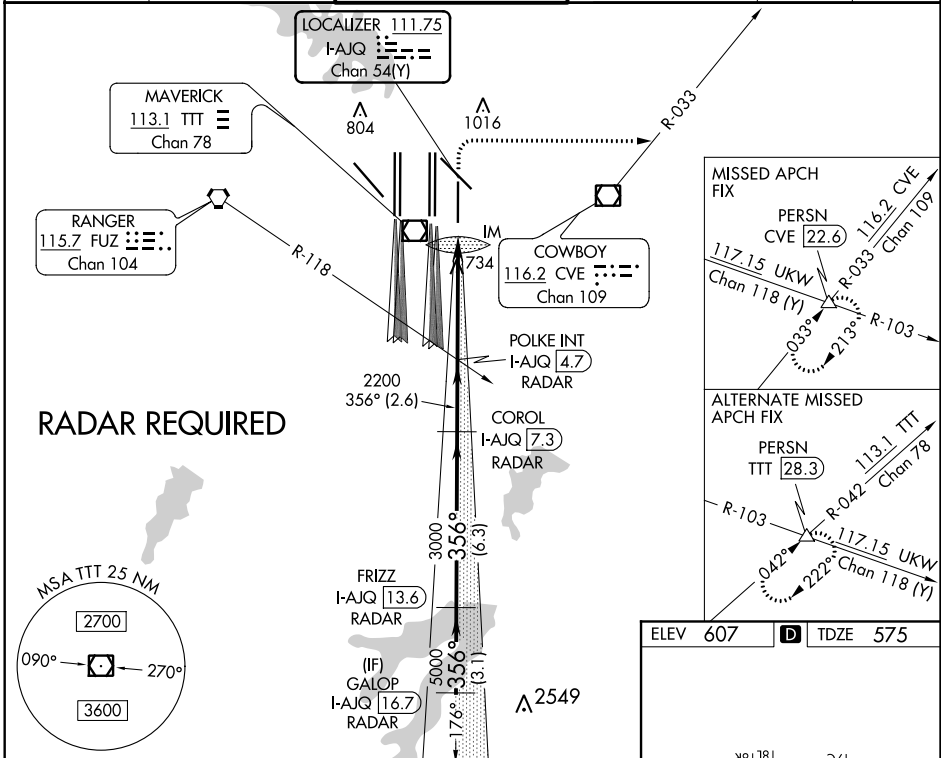 LOCALIZER 111.75
I-AJQ
Chan 54(Y)
MAVERICK
113.1 TTT
Chan 78
804
1016
R-033
RANGER
115.7 FUZ
Chan 104
R-118
IM
734
COWBOY
116.2 CVE
Chan 109
POLKE INT
I-AJQ 4.7
RADAR
2200
356° (2.6)
COROL
I-AJQ 7.3
RADAR
RADAR REQUIRED
3000
356°
(6.3)
FRIZZ
I-AJQ 13.6
RADAR
5000
356°
(3.1)
(IF)
GALOP
I-AJQ 16.7
RADAR
176°
2549
MSA TTT 25 NM
2700
090°
270°
3600
MISSED APCH
FIX
PERSN
CVE 22.6
116.2 CVE
Chan 109
R-033
117.15 UKW
Chan 118 (Y)
R-103
033°
213°
ALTERNATE MISSED
APCH FIX
PERSN
TTT 28.3
113.1 TTT
Chan 78
R-042
R-103
117.15 UKW
Chan 118 (Y)
042°
222°
ELEV 607 D TDZE 575